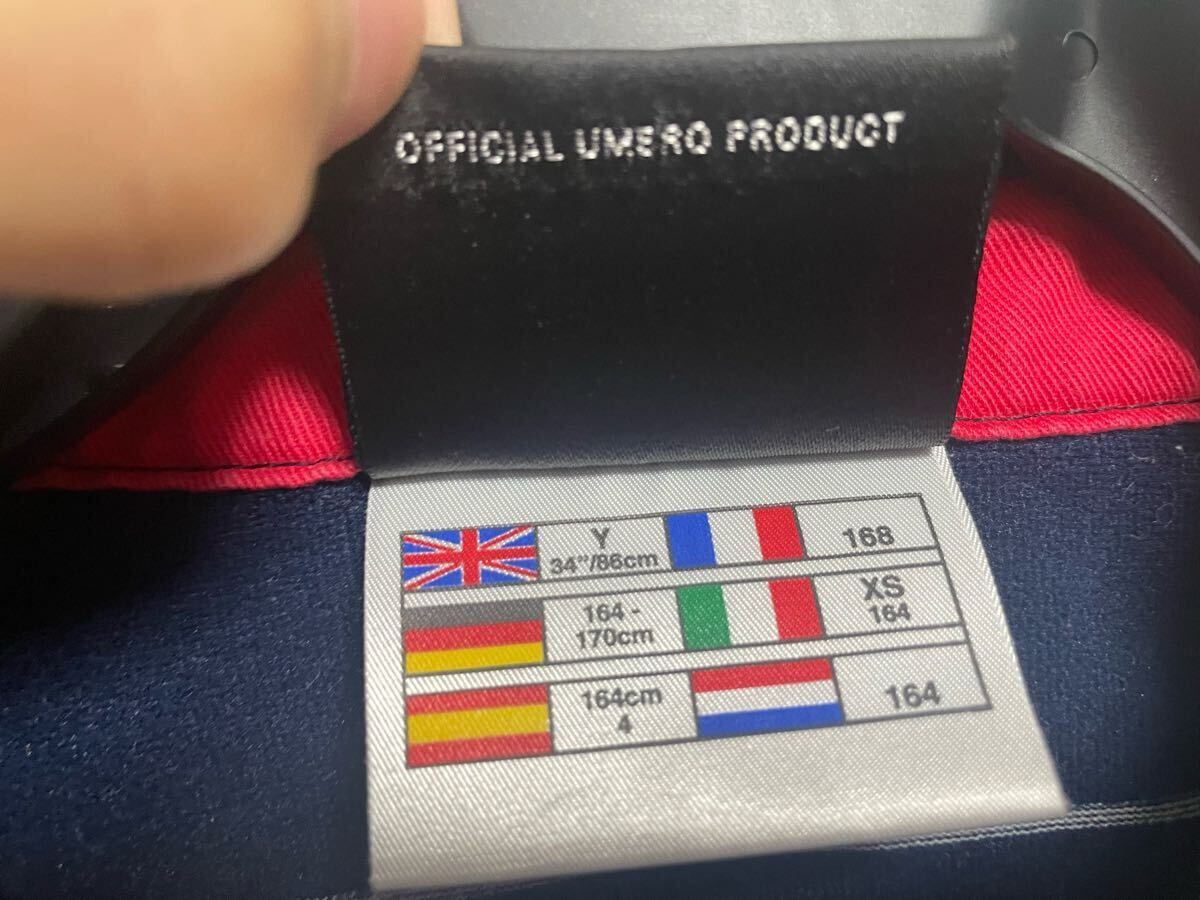 OFFICIAL UMBRO PRODUCT
Y
34"/86cm
168
164 -
170cm
XS
164
164cm
4
164